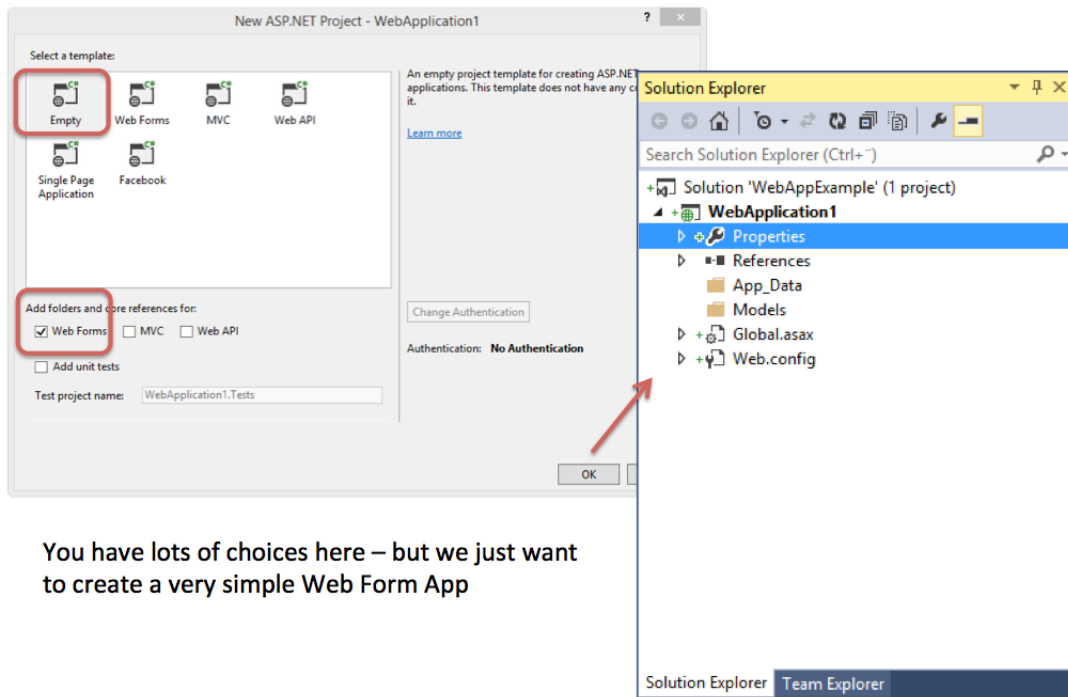 New ASP.NET Project - WebApplication1
?
Select a template:
Empty
Web Forms
MVC
Web API
Single Page
Application
Facebook
An empty project template for creating ASP.NET
applications. This template does not have any
it.
Learn more
Add folders and core references for:
Web Forms
MVC
Web API
Add unit tests
Test project name:
WebApplication1.Tests
Change Authentication
Authentication: No Authentication
OK
Solution Explorer
Search Solution Explorer (Ctrl+¨)
Solution 'WebAppExample' (1 project)
WebApplication1
Properties
References
App_Data
Models
Global.asax
Web.config
Solution Explorer
Team Explorer
You have lots of choices here – but we just want
to create a very simple Web Form App